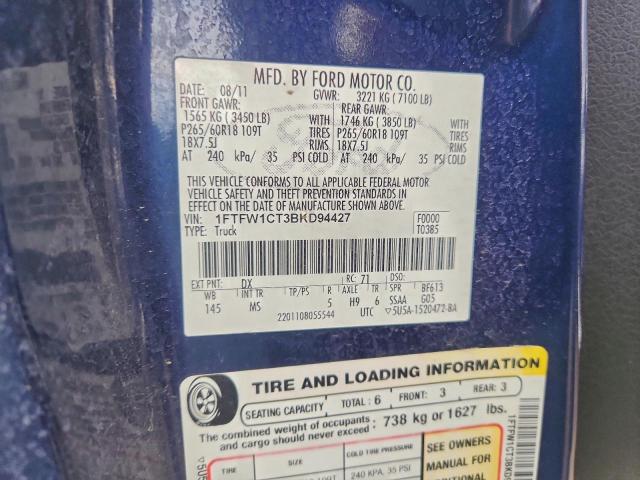 MFD. BY FORD MOTOR CO.
DATE: 08/11 GVWR: 3221 KG ( 7100 LB)
FRONT GAWR: REAR GAWR:
1565 KG ( 3450 LB) WITH 1746 KG ( 3850 LB) WITH
P265/60R18 109T TIRES P265/60R18 109T TIRES
18X7.5J RIMS 18X7.5J RIMS
AT 240 kPa/ 35 PSI COLD AT 240 kPa/ 35 PSI COLD
Ford
THIS VEHICLE CONFORMS TO ALL APPLICABLE FEDERAL MOTOR
VEHICLE SAFETY AND THEFT PREVENTION STANDARDS IN
EFFECT ON THE DATE OF MANUFACTURE SHOWN ABOVE.
VIN: 1FTFW1CT3BKD94427 F0000
TYPE: Truck T0385
EXT PNT: DX RC: 71 DSO:
WB INT TR TP/PS R AXLE TR SPR BF613
145 MS 5 H9 6 SSAA G05
2201108055544 UTC ▽5U5A-1520472-BA
TIRE AND LOADING INFORMATION
SEATING CAPACITY TOTAL: 6 FRONT: 3 REAR: 3
The combined weight of occupants and cargo should never exceed: 738 kg or 1627 lbs.
TIRE SIZE COLD TIRE PRESSURE SEE OWNERS
240 KPA, 35 PSI MANUAL FOR
ADDITIONAL